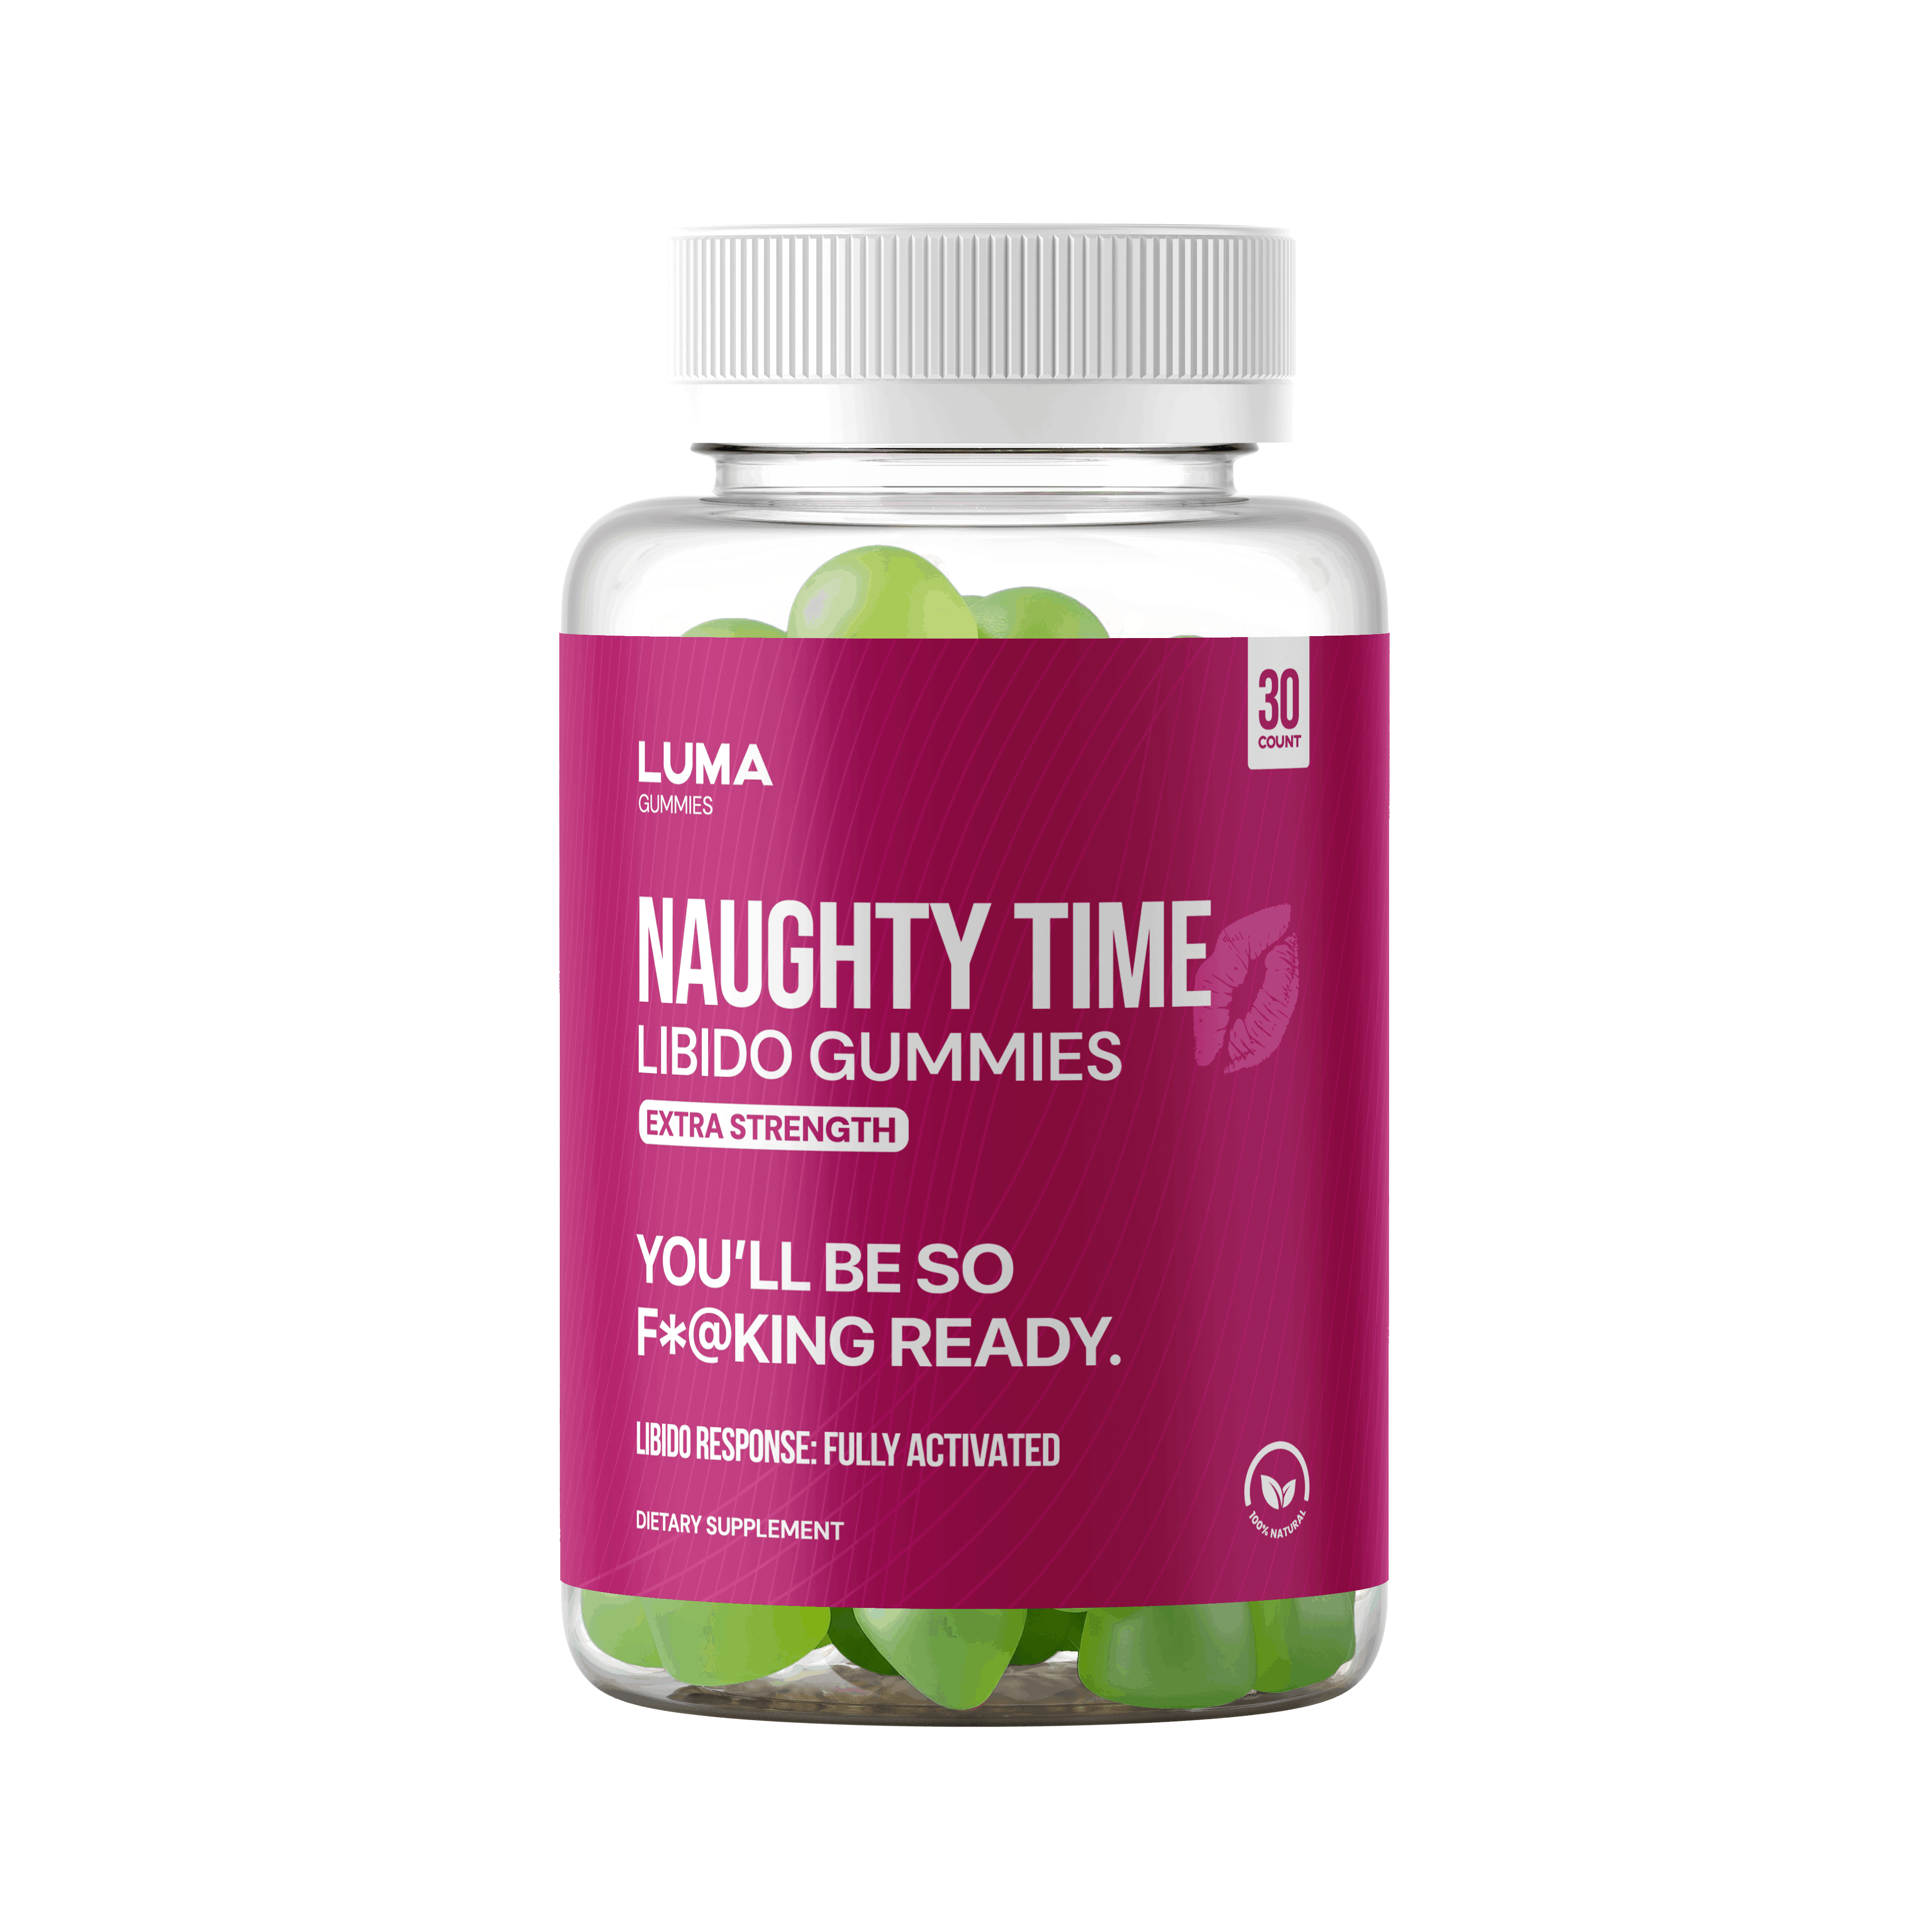 30
COUNT
LUMA
GUMMIES
NAUGHTY TIME
LIBIDO GUMMIES
EXTRA STRENGTH
YOU'LL BE SO
F*@KING READY.
LIBIDO RESPONSE: FULLY ACTIVATED
DIETARY SUPPLEMENT
100% NATURAL